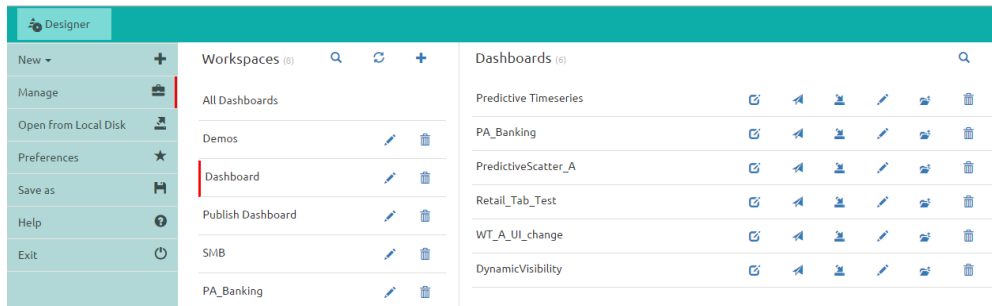 Designer
New
Manage
Open from Local Disk
Preferences
Save as
Help
Exit
Workspaces (8)
All Dashboards
Demos
Dashboard
Publish Dashboard
SMB
PA_Banking
Dashboards (6)
Predictive Timeseries
PA_Banking
PredictiveScatter_A
Retail_Tab_Test
WT_A_UI_change
DynamicVisibility